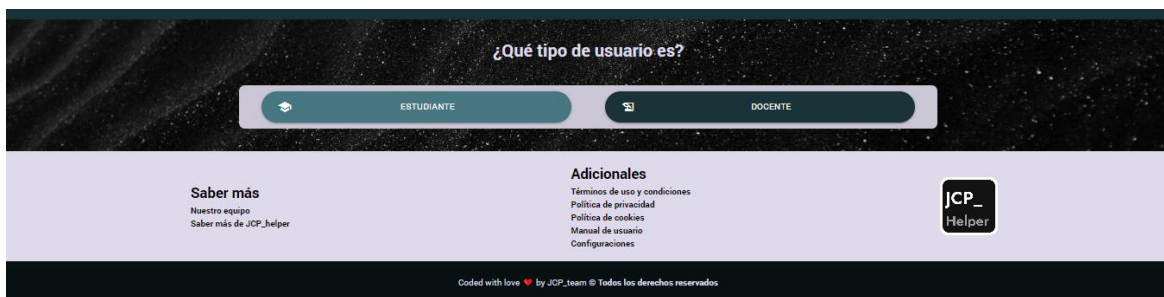 ¿Qué tipo de usuario es?
ESTUDIANTE
DOCENTE
Saber más
Nuestro equipo
Saber más de JCP_helper
Adicionales
Términos de uso y condiciones
Política de privacidad
Política de cookies
Manual de usuario
Configuraciones
JCP_
Helper
Coded with love ❤ by JCP_team © Todos los derechos reservados